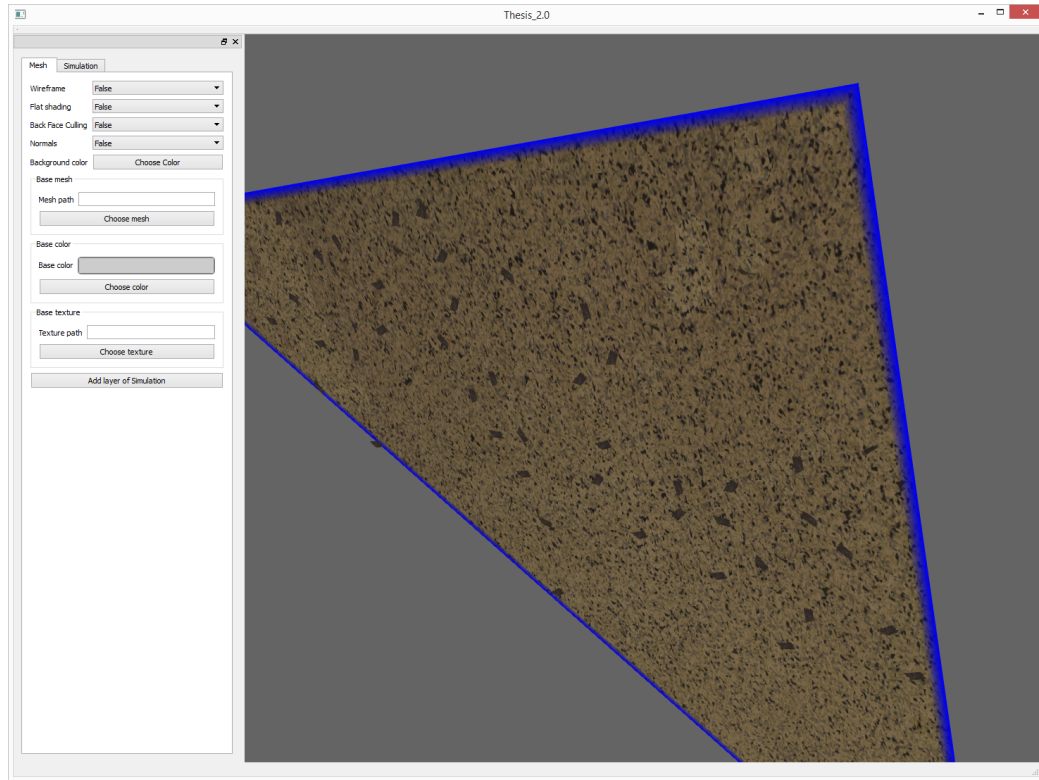 Thesis_2.0
Mesh
Simulation
Wireframe False
Flat shading False
Back Face Culling False
Normals False
Background color Choose Color
Base mesh
Mesh path
Choose mesh
Base color
Base color
Choose color
Base texture
Texture path
Choose texture
Add layer of Simulation